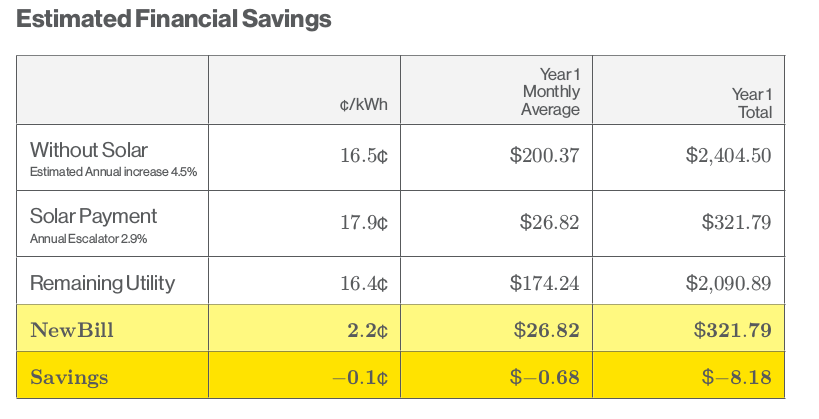 Estimated Financial Savings
¢/kWh
Year 1
Monthly
Average
Year 1
Total
Without Solar
Estimated Annual increase 4.5%
16.5¢
$200.37
$2,404.50
Solar Payment
Annual Escalator 2.9%
17.9¢
$26.82
$321.79
Remaining Utility
16.4¢
$174.24
$2,090.89
New Bill
2.2¢
$26.82
$321.79
Savings
−0.1¢
$−0.68
$−8.18